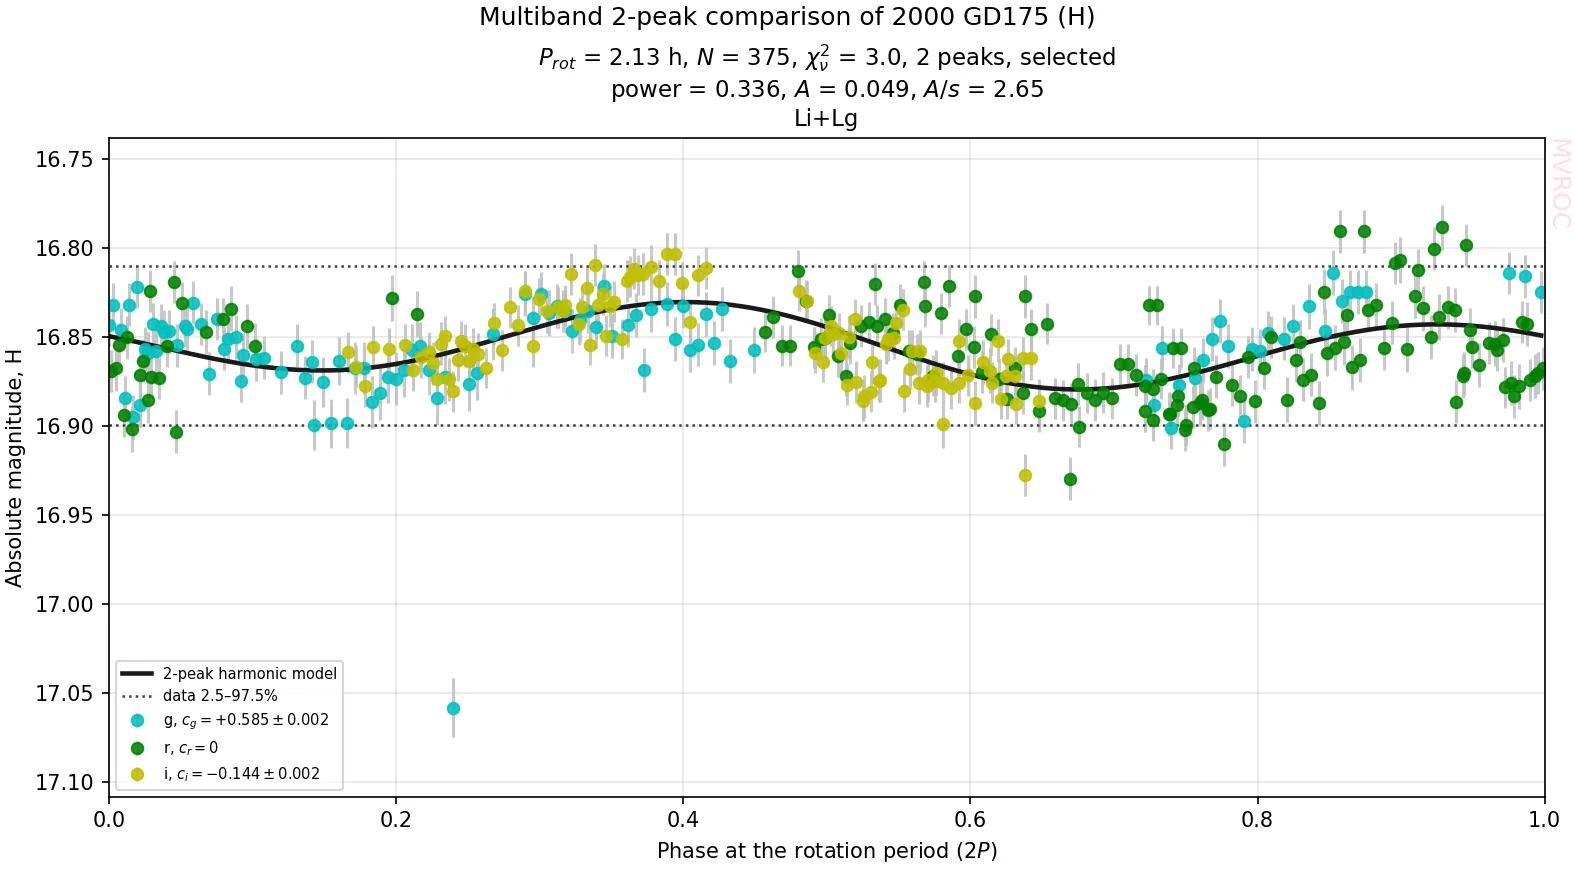 Multiband 2-peak comparison of 2000 GD175 (H)
P_rot = 2.13 h, N = 375, χ²_ν = 3.0, 2 peaks, selected
power = 0.336, A = 0.049, A/s = 2.65
Li+Lg
MVROC
16.75
16.80
16.85
16.90
16.95
17.00
17.05
17.10
Absolute magnitude, H
2-peak harmonic model
data 2.5–97.5%
g, c_g = +0.585 ± 0.002
r, c_r = 0
i, c_i = −0.144 ± 0.002
0.0 0.2 0.4 0.6 0.8 1.0
Phase at the rotation period (2P)